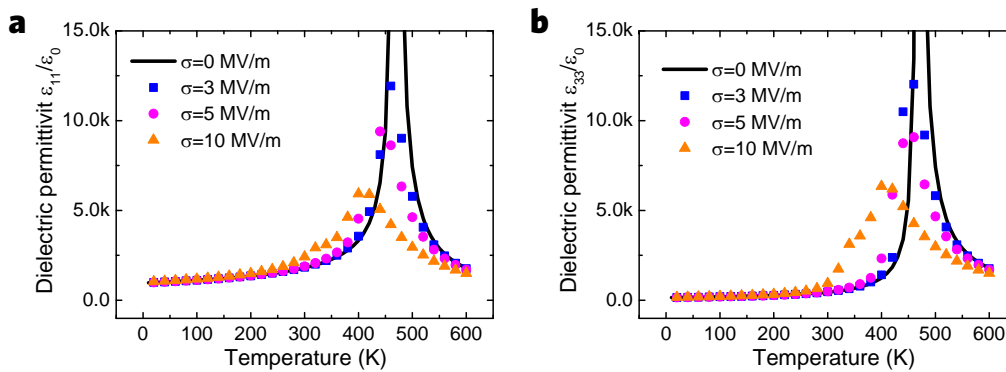 a
15.0k
10.0k
5.0k
0.0
Dielectric permittivit ε11/ε0
σ=0 MV/m
σ=3 MV/m
σ=5 MV/m
σ=10 MV/m
0 100 200 300 400 500 600
Temperature (K)
b
15.0k
10.0k
5.0k
0.0
Dielectric permittivit ε33/ε0
σ=0 MV/m
σ=3 MV/m
σ=5 MV/m
σ=10 MV/m
0 100 200 300 400 500 600
Temperature (K)